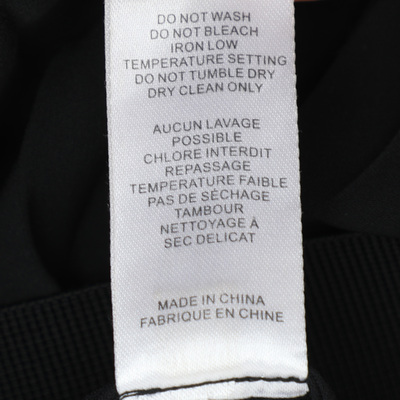 DO NOT WASH
DO NOT BLEACH
IRON LOW
TEMPERATURE SETTING
DO NOT TUMBLE DRY
DRY CLEAN ONLY
AUCUN LAVAGE
POSSIBLE
CHLORE INTERDIT
REPASSAGE
TEMPERATURE FAIBLE
PAS DE SÉCHAGE
TAMBOUR
NETTOYAGE À
SEC DELICAT
MADE IN CHINA
FABRIQUE EN CHINE